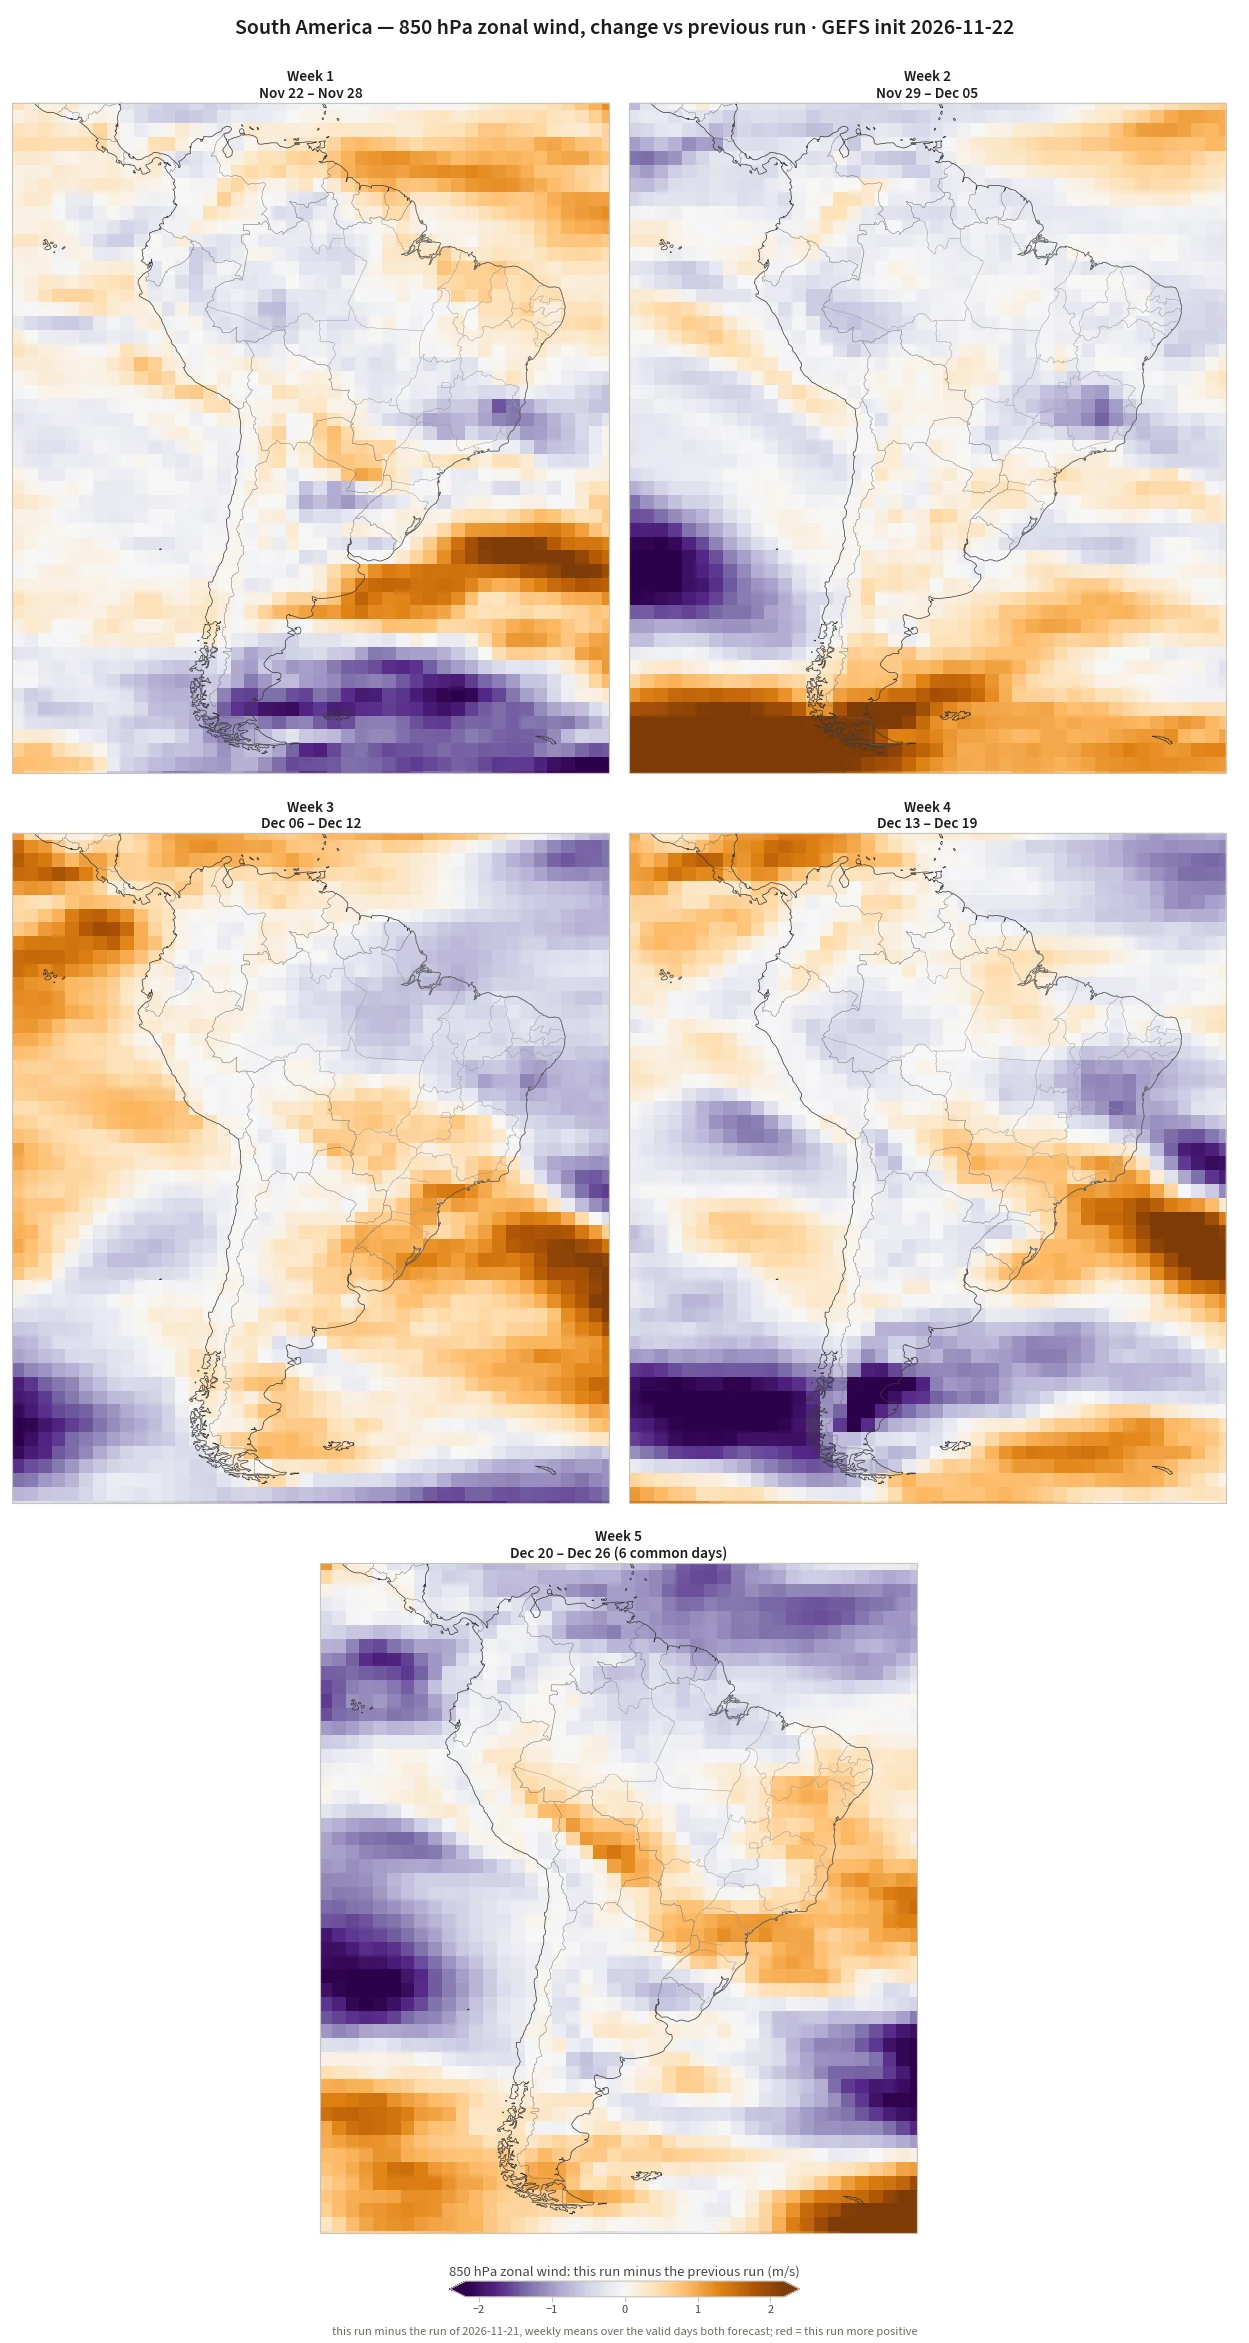 South America — 850 hPa zonal wind, change vs previous run · GEFS init 2026-11-22
Week 1
Nov 22 – Nov 28
Week 2
Nov 29 – Dec 05
Week 3
Dec 06 – Dec 12
Week 4
Dec 13 – Dec 19
Week 5
Dec 20 – Dec 26 (6 common days)
850 hPa zonal wind: this run minus the previous run (m/s)
−2 −1 0 1 2
this run minus the run of 2026-11-21, weekly means over the valid days both forecast; red = this run more positive